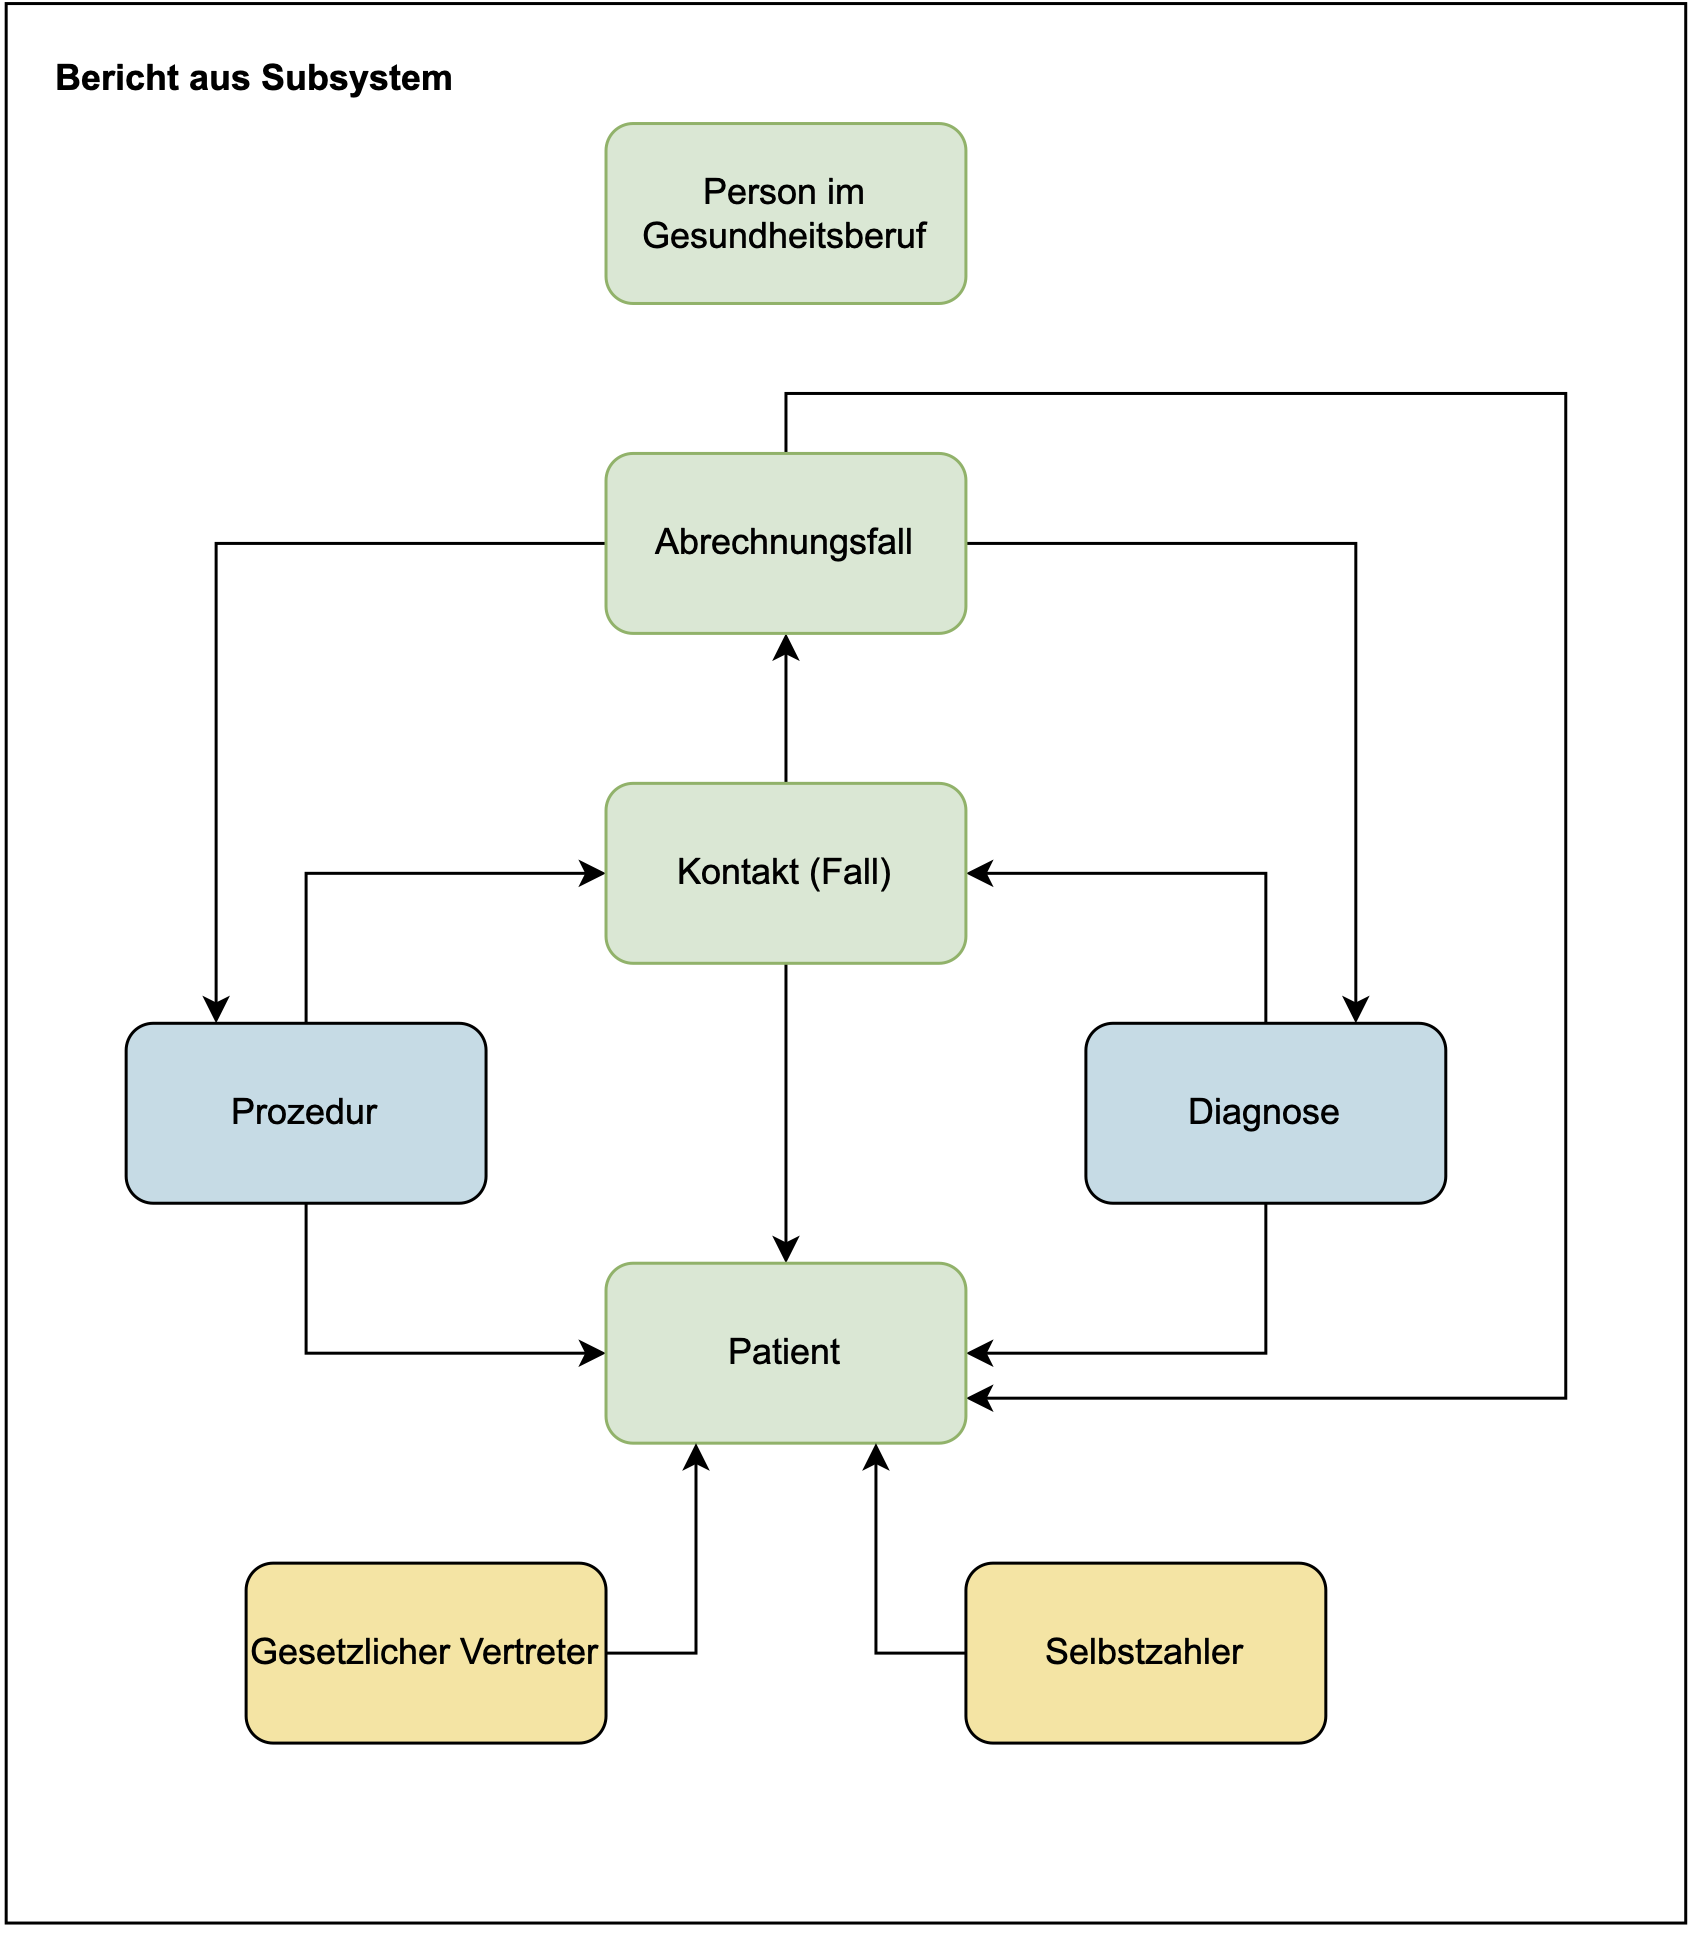 Bericht aus Subsystem
Person im
Gesundheitsberuf
Abrechnungsfall
Kontakt (Fall)
Prozedur
Diagnose
Patient
Gesetzlicher Vertreter
Selbstzahler